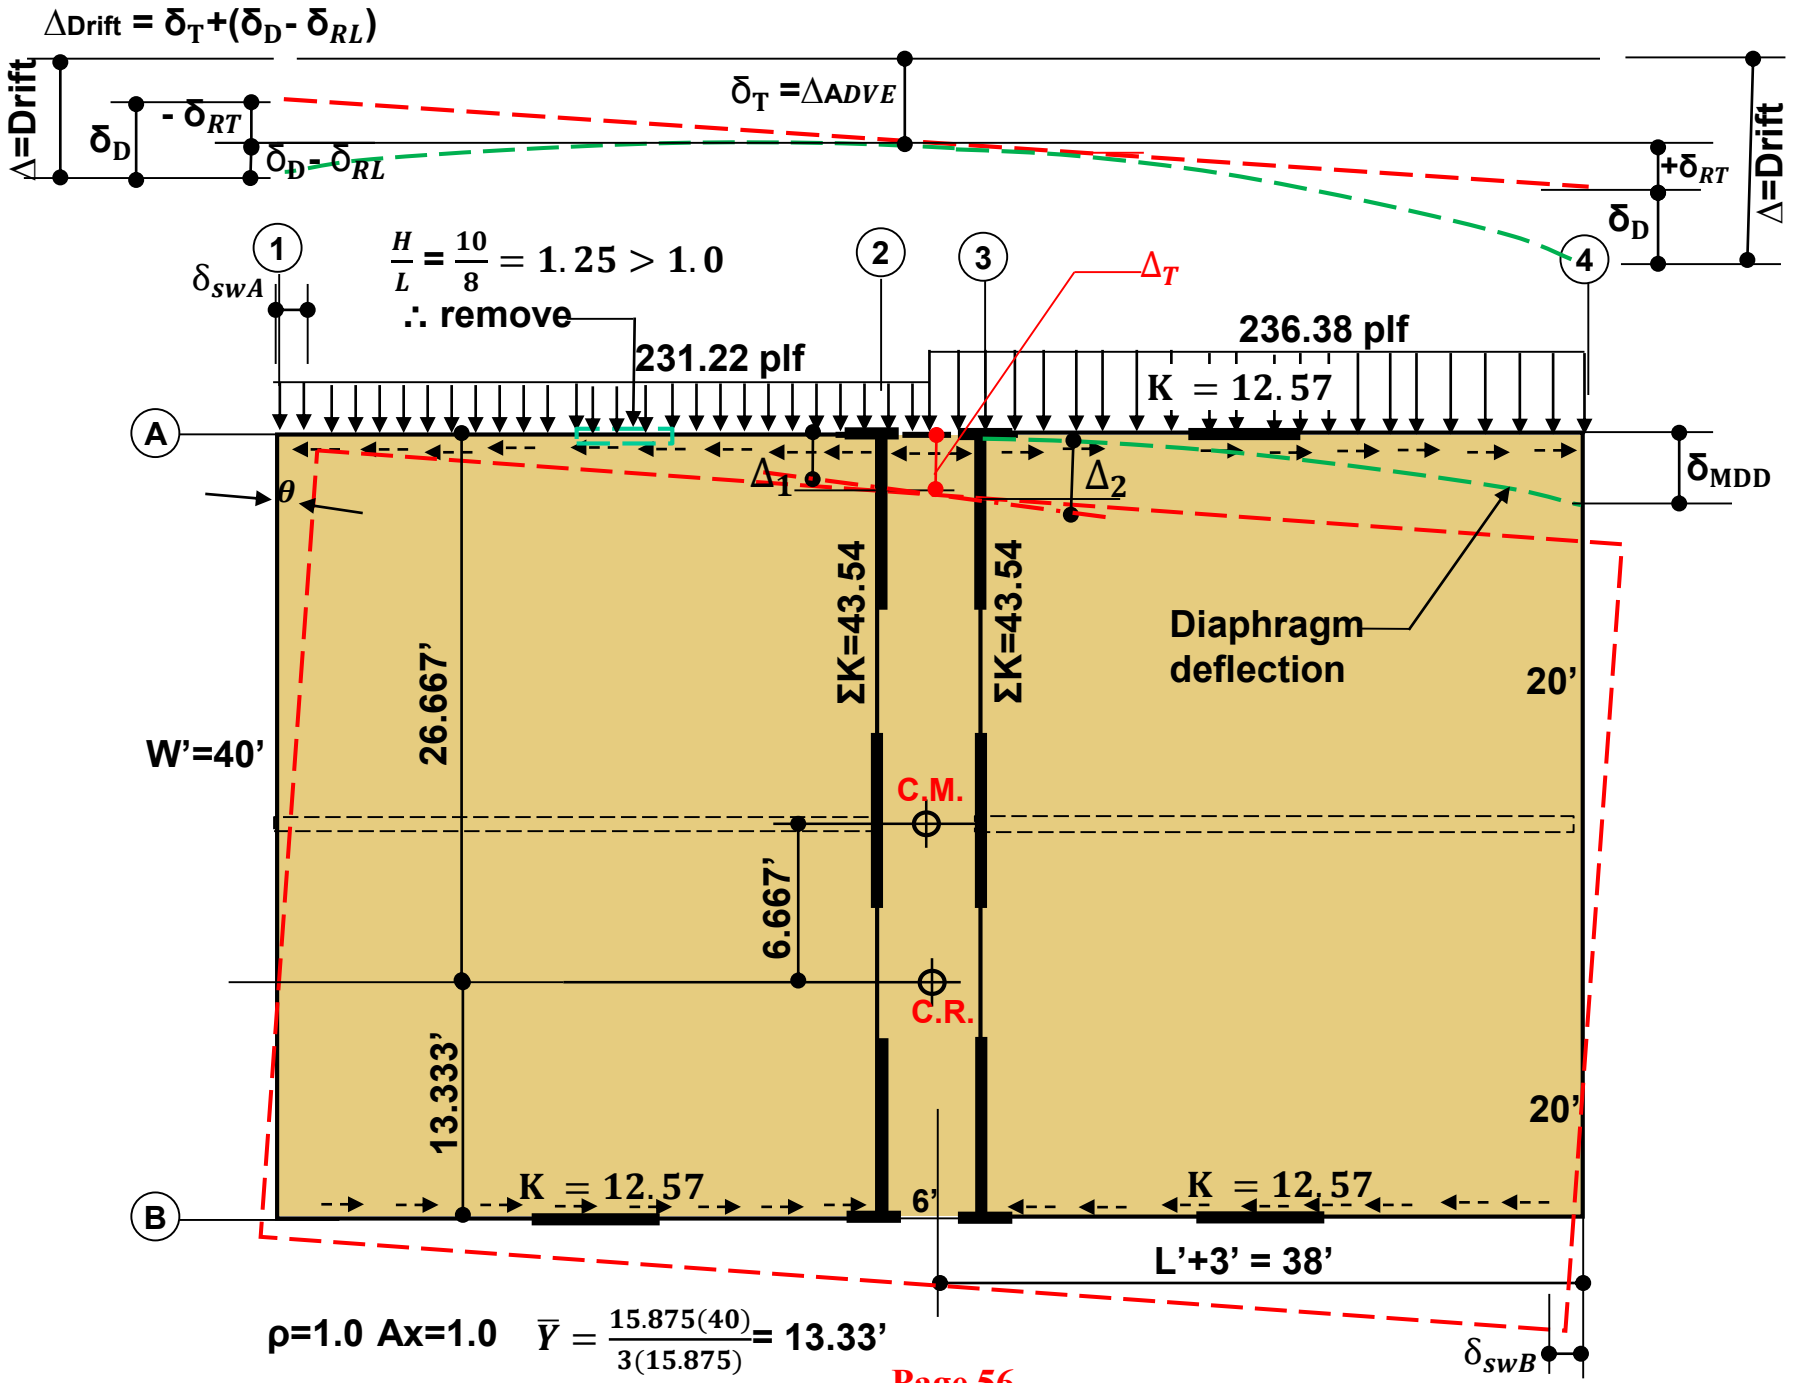 ΔDrift = δT+(δD- δRL)
Δ=Drift
δD
- δRT
δD- δRL
δT =ΔADVE
+δRT
δD
Δ=Drift
1
2
3
4
δswA
H/L = 10/8 = 1.25 > 1.0
∴ remove
ΔT
231.22 plf
236.38 plf
K = 12.57
A
θ
Δ1
Δ2
δMDD
ΣK=43.54
ΣK=43.54
Diaphragm
deflection
26.667’
20’
W’=40’
C.M.
6.667’
C.R.
13.333’
20’
K = 12.57
6’
K = 12.57
B
L’+3’ = 38’
ρ=1.0 Ax=1.0 Y̅ = 15.875(40)/3(15.875) = 13.33’
δswB
Page 56